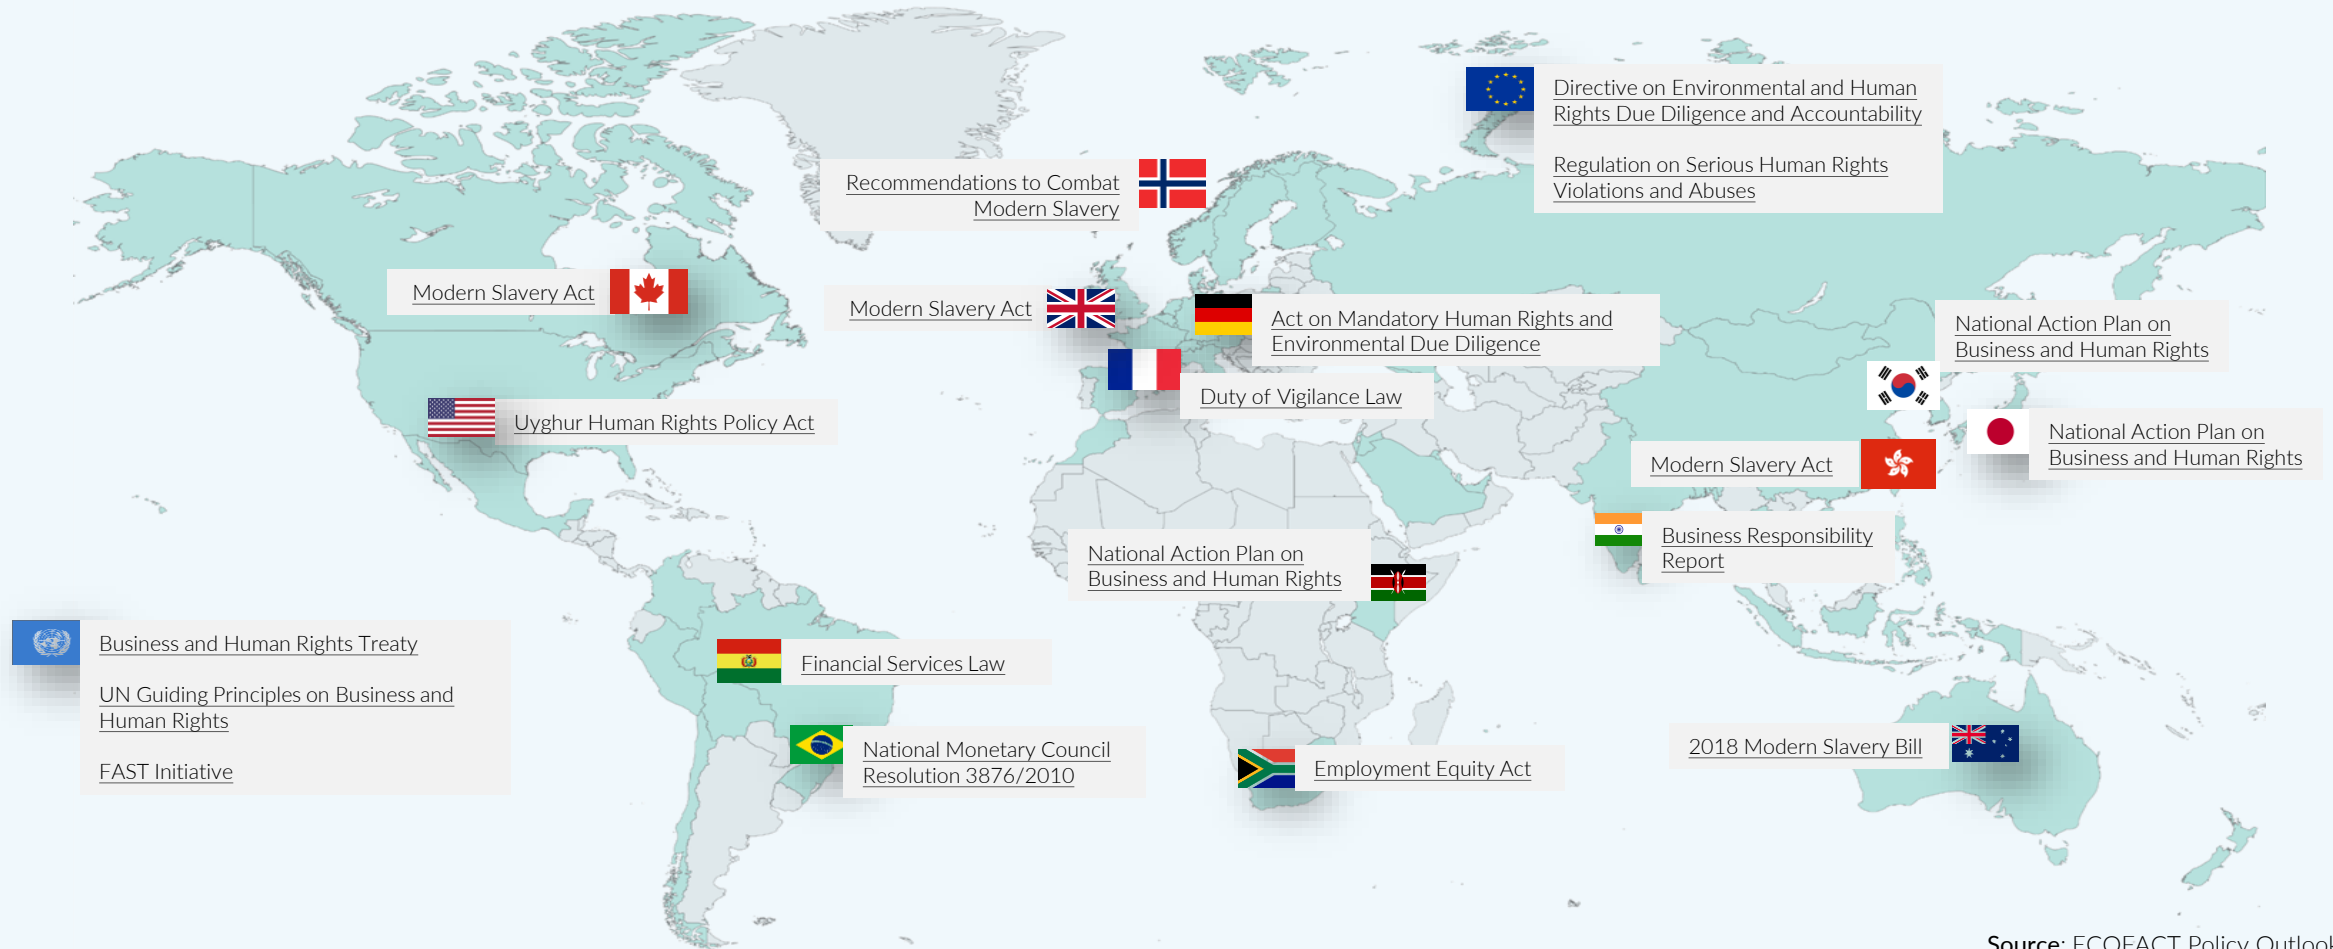 Directive on Environmental and Human
Rights Due Diligence and Accountability
Regulation on Serious Human Rights
Violations and Abuses
Recommendations to Combat
Modern Slavery
Modern Slavery Act
Modern Slavery Act
Act on Mandatory Human Rights and
Environmental Due Diligence
National Action Plan on
Business and Human Rights
Duty of Vigilance Law
Uyghur Human Rights Policy Act
National Action Plan on
Business and Human Rights
Modern Slavery Act
Business Responsibility
Report
National Action Plan on
Business and Human Rights
Business and Human Rights Treaty
UN Guiding Principles on Business and
Human Rights
FAST Initiative
Financial Services Law
National Monetary Council
Resolution 3876/2010
Employment Equity Act
2018 Modern Slavery Bill
Source: ECOFACT Policy Outlook